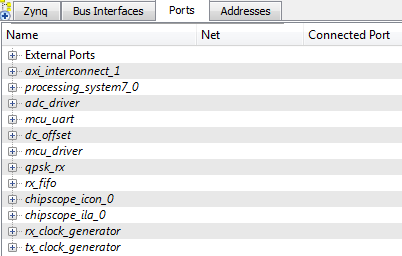 Zynq Bus Interfaces Ports Addresses
Name Net Connected Port
External Ports
axi_interconnect_1
processing_system7_0
adc_driver
mcu_uart
dc_offset
mcu_driver
qpsk_rx
rx_fifo
chipscope_icon_0
chipscope_ila_0
rx_clock_generator
tx_clock_generator